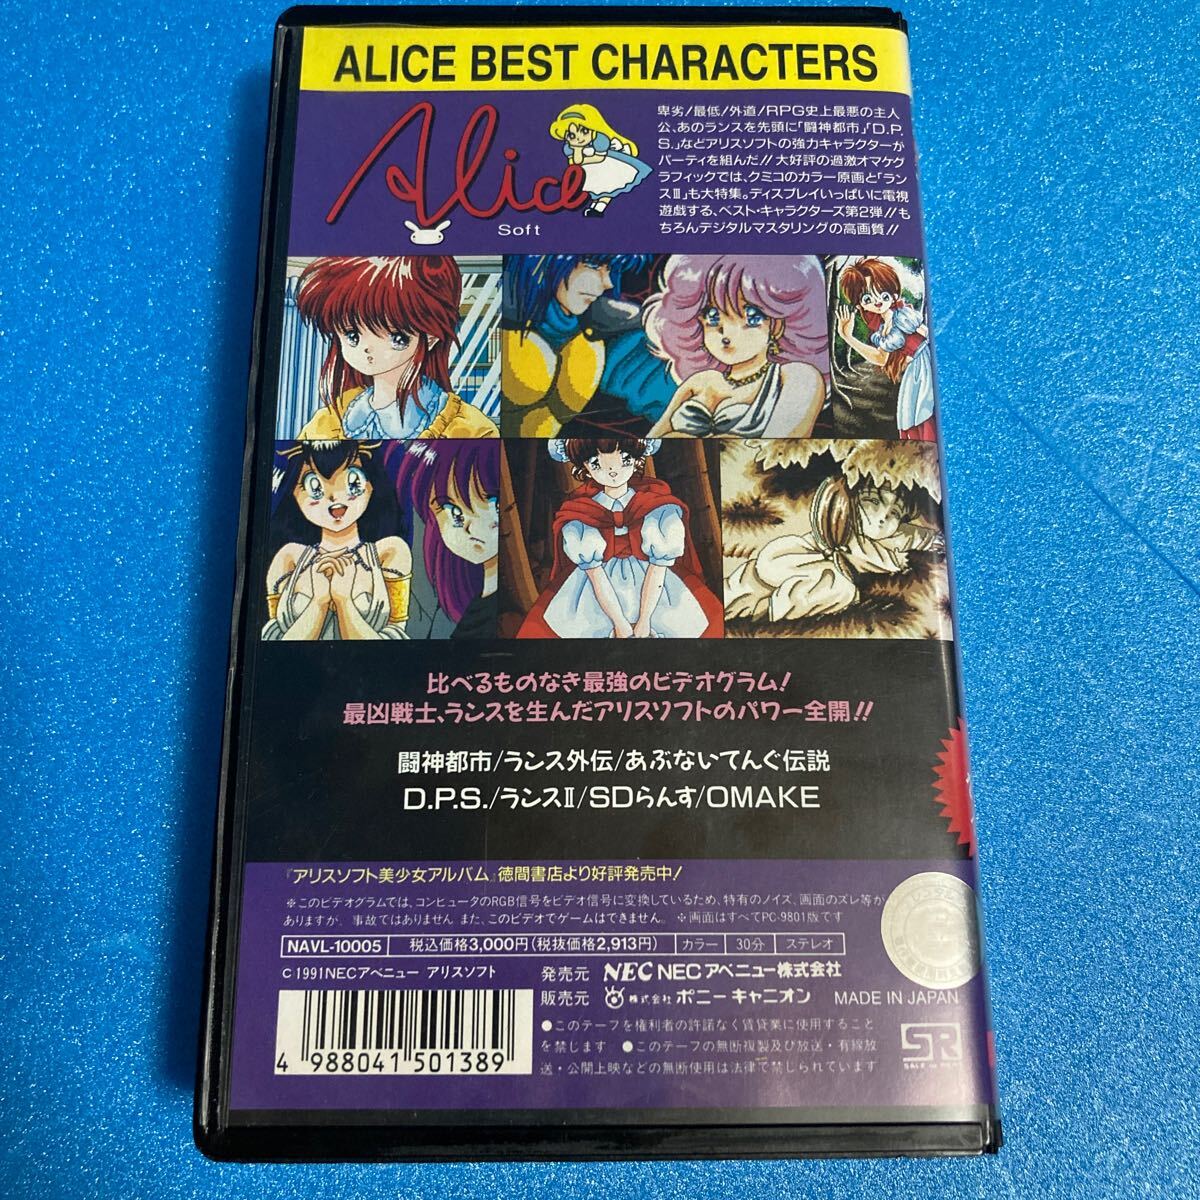 ALICE BEST CHARACTERS
Alice
Soft
卑劣!最低!外道!RPG史上最悪の主人
公、あのランスを先頭に「闘神都市」「D.P.
S.」などアリスソフトの強力キャラクターが
パーティを組んだ!!大好評の過激オマケグ
ラフィックでは、クミコのカラー原画と「ラン
スⅢ」も大特集。ディスプレイいっぱいに電視
遊戯する、ベスト・キャラクターズ第2弾!!も
ちろんデジタルマスタリングの高画質!!
比べるものなき最強のビデオグラム!
最凶戦士、ランスを生んだアリスソフトのパワー全開!!
闘神都市/ランス外伝/あぶないてんぐ伝説
D.P.S./ランスⅡ/SDらんす/OMAKE
『アリスソフト美少女アルバム』徳間書店より好評発売中!
※このビデオグラムでは、コンピュータのRGB信号をビデオ信号に変換しているため、特有のノイズ、画面のズレ等が
ありますが、事故ではありません。また、このビデオでゲームはできません。 ※画面はすべてPC-9801版です
NAVL-10005 税込価格3,000円(税抜価格2,913円) カラー 30分 ステレオ
C 1991 NECアベニュー アリスソフト
発売元 NEC NECアベニュー株式会社
販売元 株式会社 ポニーキャニオン MADE IN JAPAN
●このテープを権利者の許諾なく賃貸業に使用すること
を禁じます ●このテープの無断複製及び放送・有線放
送・公開上映などの無断使用は法律で禁じられています
SR
4 988041 501389